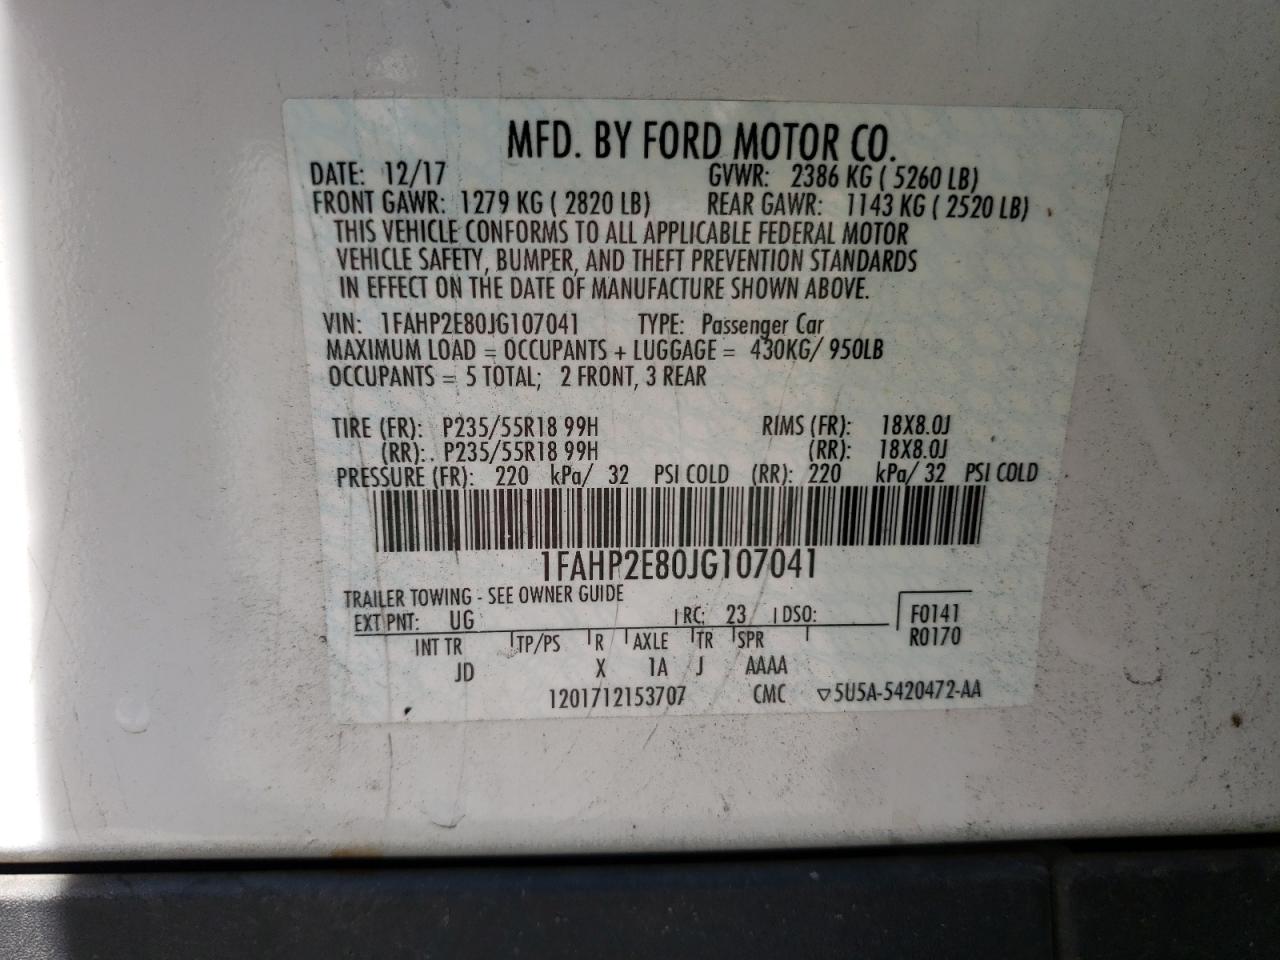 MFD. BY FORD MOTOR CO.
DATE: 12/17 GVWR: 2386 KG ( 5260 LB)
FRONT GAWR: 1279 KG ( 2820 LB) REAR GAWR: 1143 KG ( 2520 LB)
THIS VEHICLE CONFORMS TO ALL APPLICABLE FEDERAL MOTOR
VEHICLE SAFETY, BUMPER, AND THEFT PREVENTION STANDARDS
IN EFFECT ON THE DATE OF MANUFACTURE SHOWN ABOVE.
VIN: 1FAHP2E80JG107041 TYPE: Passenger Car
MAXIMUM LOAD = OCCUPANTS + LUGGAGE = 430KG/ 950LB
OCCUPANTS = 5 TOTAL; 2 FRONT, 3 REAR
TIRE (FR): P235/55R18 99H RIMS (FR): 18X8.0J
(RR): P235/55R18 99H (RR): 18X8.0J
PRESSURE (FR): 220 kPa/ 32 PSI COLD (RR): 220 kPa/ 32 PSI COLD
1FAHP2E80JG107041
TRAILER TOWING - SEE OWNER GUIDE
EXT PNT: UG RC: 23 DSO: F0141
R0170
INT TR TP/PS R AXLE TR SPR
JD X 1A J AAAA
1201712153707 CMC ▽5U5A-5420472-AA